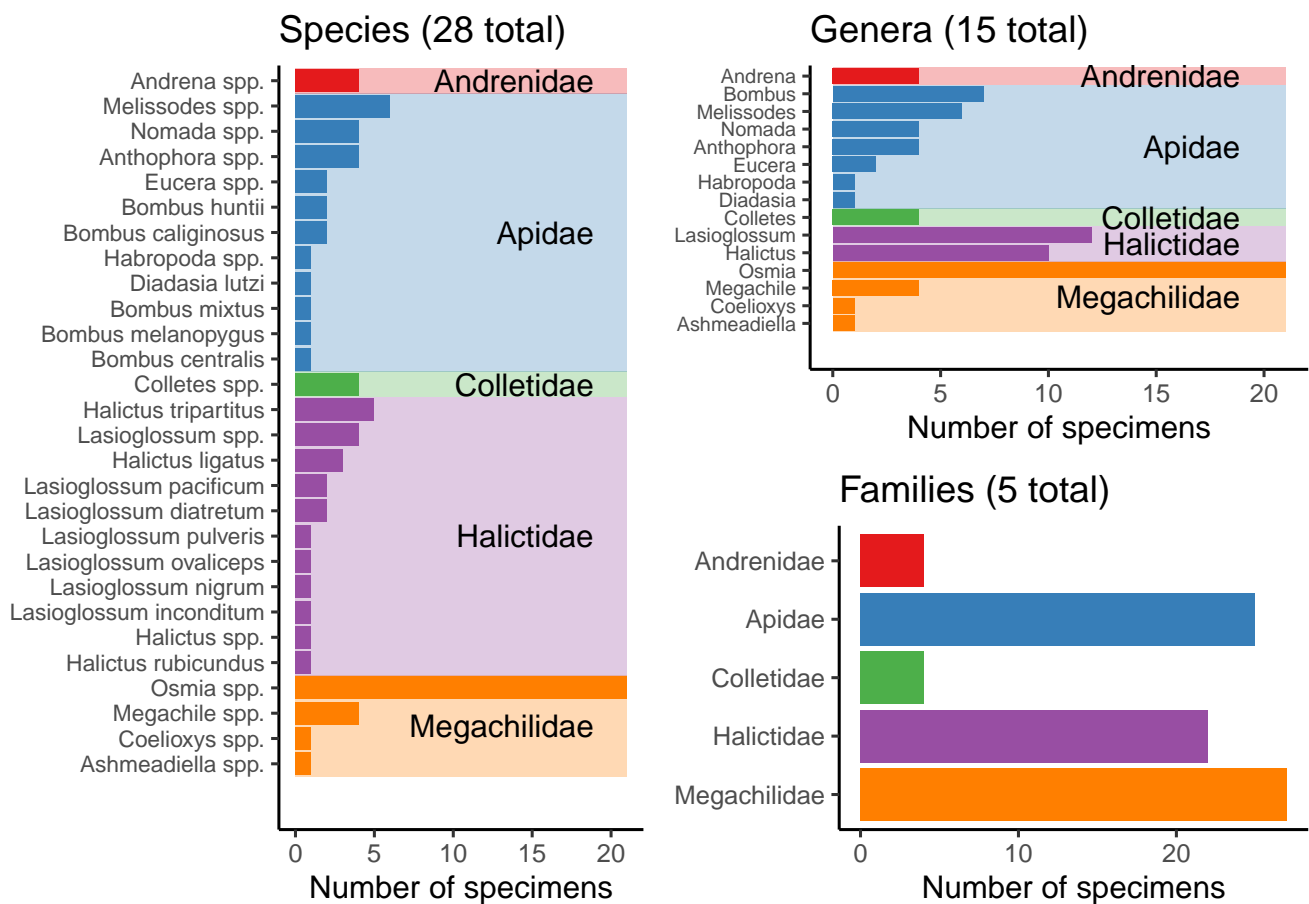 Species (28 total)
Andrena spp.
Melissodes spp.
Nomada spp.
Anthophora spp.
Eucera spp.
Bombus huntii
Bombus caliginosus
Habropoda spp.
Diadasia lutzi
Bombus mixtus
Bombus melanopygus
Bombus centralis
Colletes spp.
Halictus tripartitus
Lasioglossum spp.
Halictus ligatus
Lasioglossum pacificum
Lasioglossum diatretum
Lasioglossum pulveris
Lasioglossum ovaliceps
Lasioglossum nigrum
Lasioglossum inconditum
Halictus spp.
Halictus rubicundus
Osmia spp.
Megachile spp.
Coelioxys spp.
Ashmeadiella spp.
Andrenidae
Apidae
Colletidae
Halictidae
Megachilidae
0 5 10 15 20
Number of specimens
Genera (15 total)
Andrena
Bombus
Melissodes
Nomada
Anthophora
Eucera
Habropoda
Diadasia
Colletes
Lasioglossum
Halictus
Osmia
Megachile
Coelioxys
Ashmeadiella
Andrenidae
Apidae
Colletidae
Halictidae
Megachilidae
0 5 10 15 20
Number of specimens
Families (5 total)
Andrenidae
Apidae
Colletidae
Halictidae
Megachilidae
0 10 20
Number of specimens